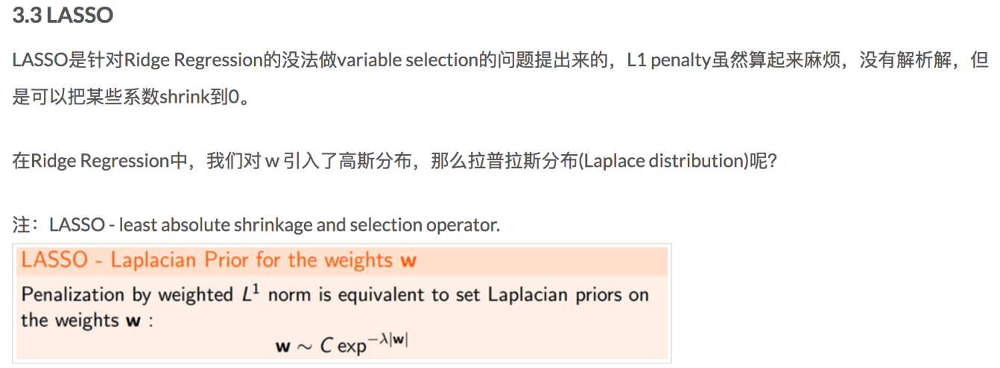 3.3 LASSO
LASSO是针对Ridge Regression的没法做variable selection的问题提出来的，L1 penalty虽然算起来麻烦，没有解析解，但
是可以把某些系数shrink到0。
在Ridge Regression中，我们对 w 引入了高斯分布，那么拉普拉斯分布(Laplace distribution)呢？
注：LASSO - least absolute shrinkage and selection operator.
LASSO - Laplacian Prior for the weights w
Penalization by weighted L¹ norm is equivalent to set Laplacian priors on
the weights w :
w ∼ C exp^{−λ|w|}